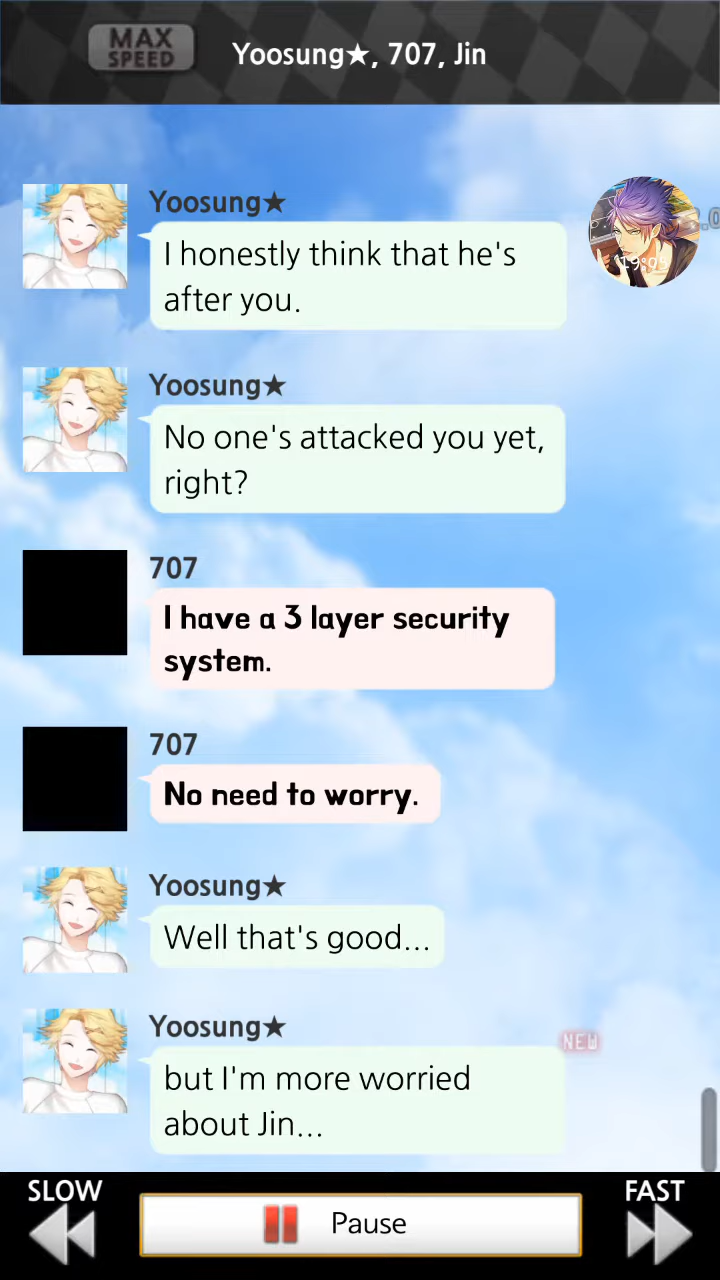 MAX
SPEED
Yoosung★, 707, Jin
Yoosung★
I honestly think that he's
after you.
19:05
Yoosung★
No one's attacked you yet,
right?
707
I have a 3 layer security
system.
707
No need to worry.
Yoosung★
Well that's good...
Yoosung★
NEW
but I'm more worried
about Jin...
SLOW
Pause
FAST